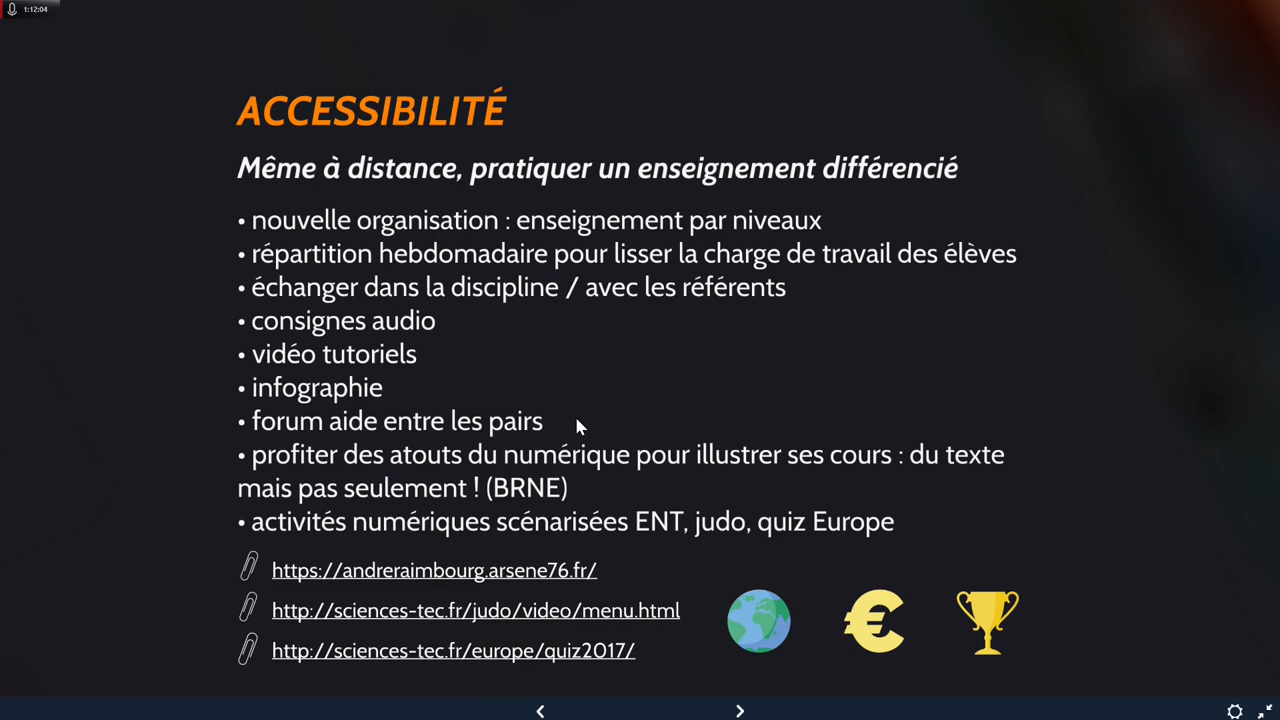 1:12:04
ACCESSIBILITÉ
Même à distance, pratiquer un enseignement différencié
• nouvelle organisation : enseignement par niveaux
• répartition hebdomadaire pour lisser la charge de travail des élèves
• échanger dans la discipline / avec les référents
• consignes audio
• vidéo tutoriels
• infographie
• forum aide entre les pairs
• profiter des atouts du numérique pour illustrer ses cours : du texte
mais pas seulement ! (BRNE)
• activités numériques scénarisées ENT, judo, quiz Europe
https://andreraimbourg.arsene76.fr/
http://sciences-tec.fr/judo/video/menu.html
http://sciences-tec.fr/europe/quiz2017/